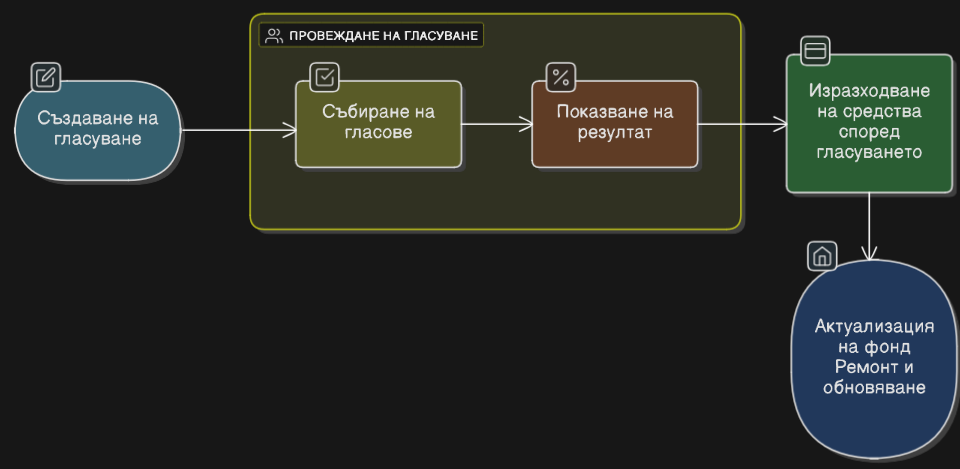 ПРОВЕЖДАНЕ НА ГЛАСУВАНЕ
Създаване на
гласуване
Събиране на
гласове
Показване на
резултат
Изразходване
на средства
според
гласуването
Актуализация
на фонд
Ремонт и
обновяване